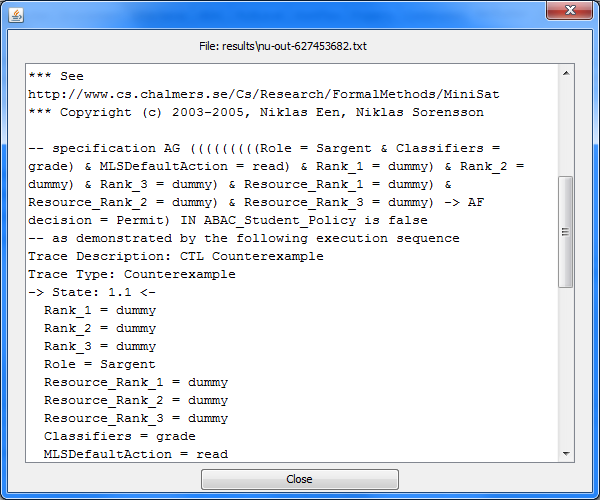 File: results\nu-out-627453682.txt
*** See
http://www.cs.chalmers.se/Cs/Research/FormalMethods/MiniSat
*** Copyright (c) 2003-2005, Niklas Een, Niklas Sorensson
-- specification AG (((((((((Role = Sargent & Classifiers =
grade) & MLSDefaultAction = read) & Rank_1 = dummy) & Rank_2 =
dummy) & Rank_3 = dummy) & Resource_Rank_1 = dummy) &
Resource_Rank_2 = dummy) & Resource_Rank_3 = dummy) -> AF
decision = Permit) IN ABAC_Student_Policy is false
-- as demonstrated by the following execution sequence
Trace Description: CTL Counterexample
Trace Type: Counterexample
-> State: 1.1 <-
Rank_1 = dummy
Rank_2 = dummy
Rank_3 = dummy
Role = Sargent
Resource_Rank_1 = dummy
Resource_Rank_2 = dummy
Resource_Rank_3 = dummy
Classifiers = grade
MLSDefaultAction = read
Close